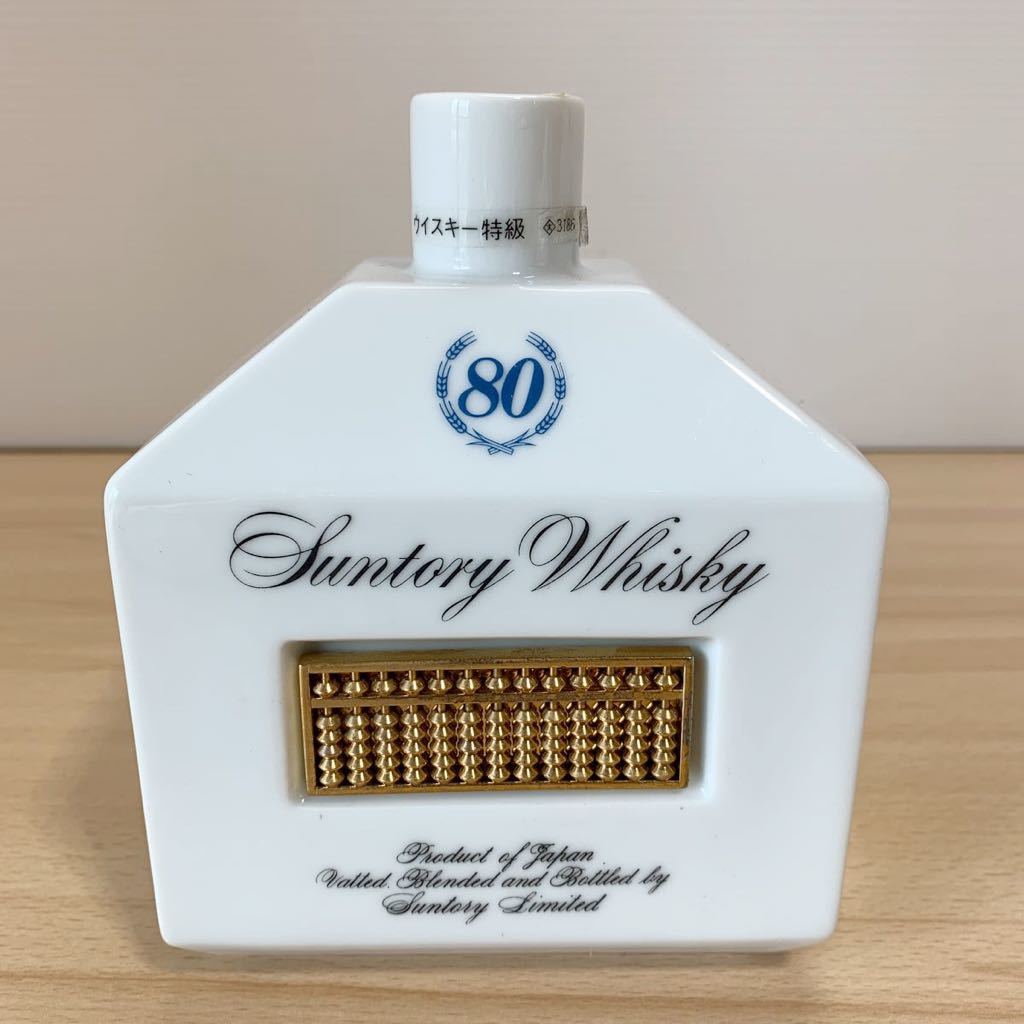 ウイスキー特級 3186
80
Suntory Whisky
Product of Japan
Vatted. Blended and Bottled by
Suntory Limited